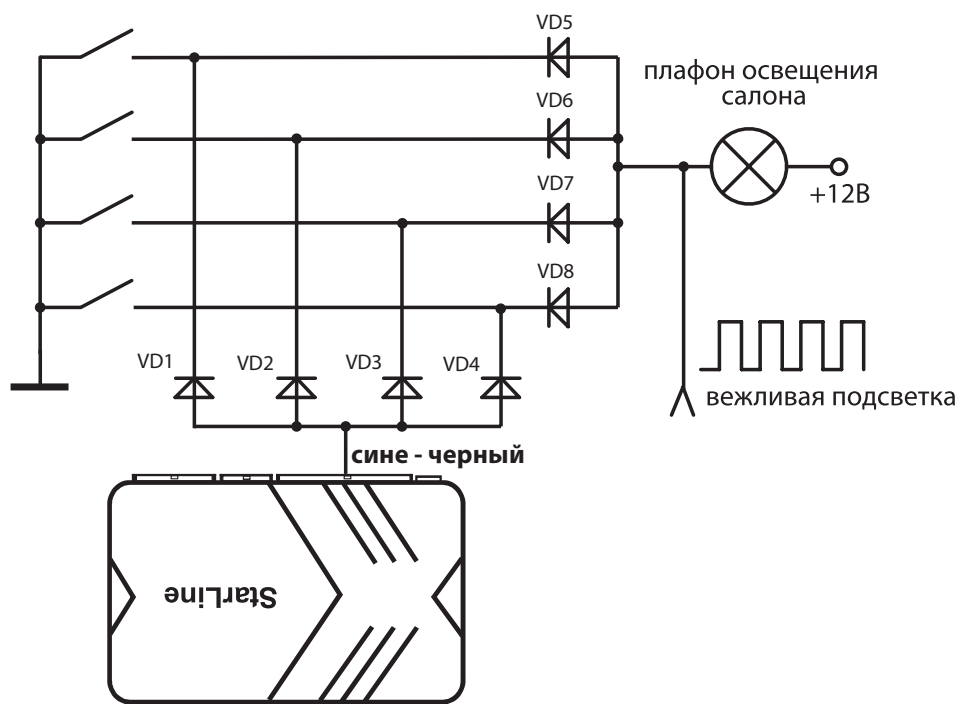 VD5
плафон освещения
салона
VD6
+12В
VD7
VD8
VD1
VD2
VD3
VD4
вежливая подсветка
сине - черный
StarLine